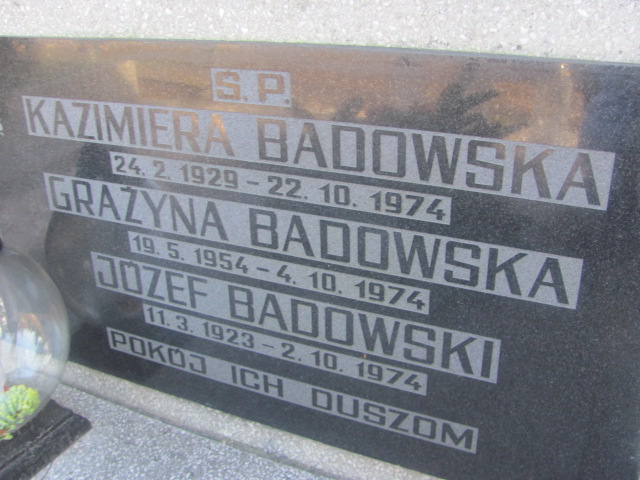 Ś.P.
KAZIMIERA BADOWSKA
24. 2. 1929 - 22. 10. 1974
GRAŻYNA BADOWSKA
19. 5. 1954 - 4. 10. 1974
JÓZEF BADOWSKI
11. 3. 1923 - 2. 10. 1974
POKÓJ ICH DUSZOM